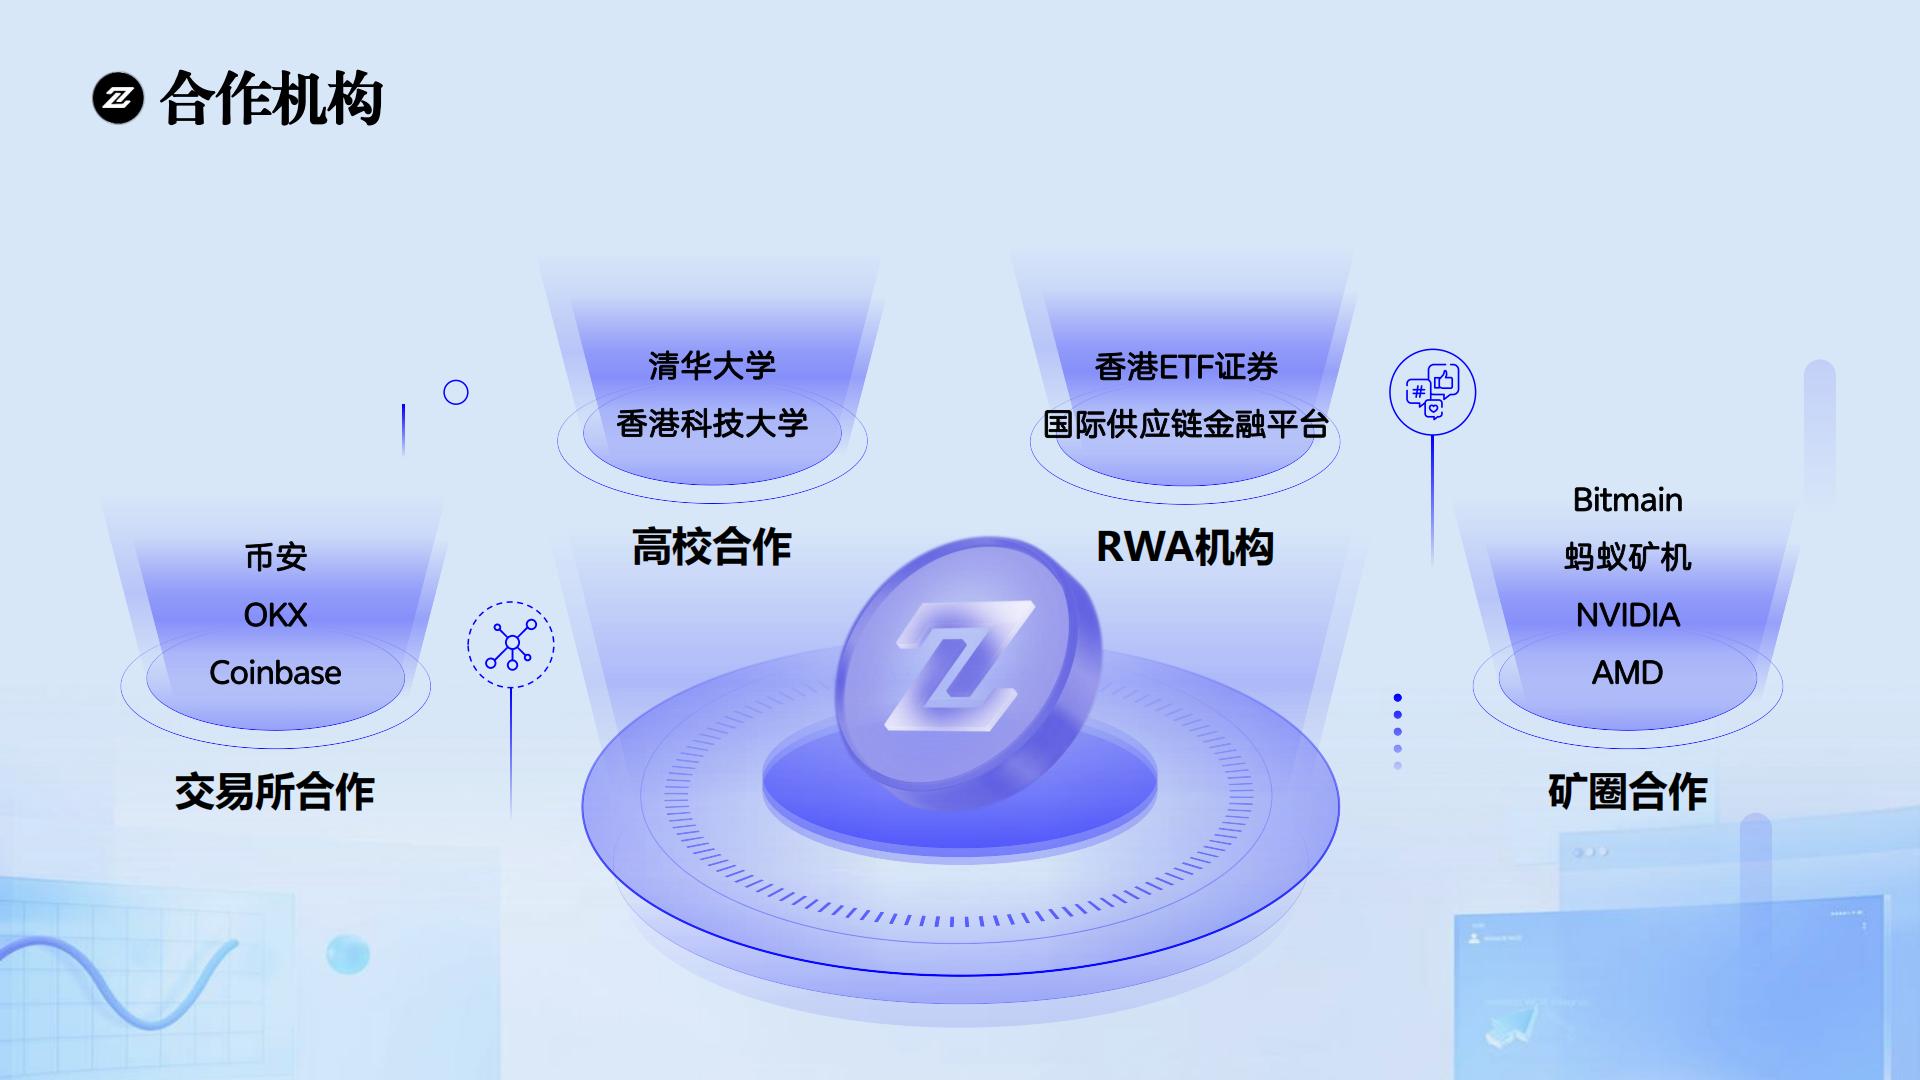 合作机构
清华大学
香港科技大学
高校合作
香港ETF证券
国际供应链金融平台
RWA机构
币安
OKX
Coinbase
交易所合作
Bitmain
蚂蚁矿机
NVIDIA
AMD
矿圈合作